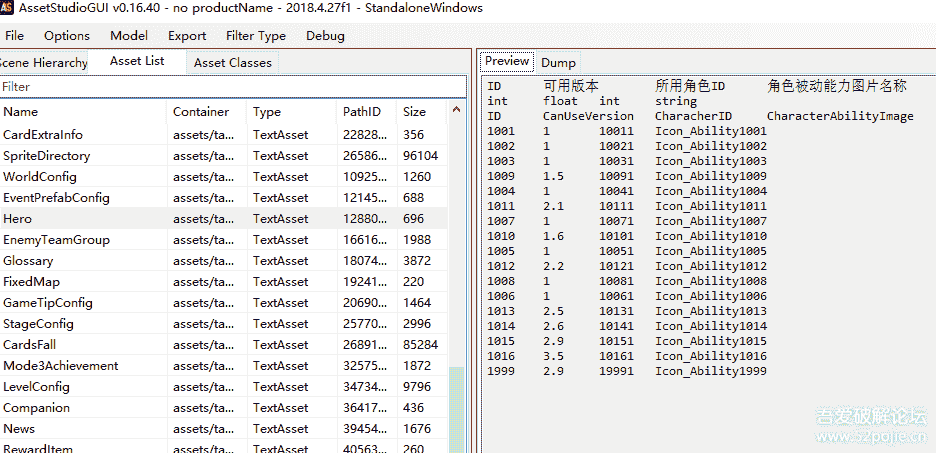 AS AssetStudioGUI v0.16.40 - no productName - 2018.4.27f1 - StandaloneWindows
File Options Model Export Filter Type Debug
Scene Hierarchy Asset List Asset Classes
Filter
Name Container Type PathID Size
CardExtraInfo assets/ta... TextAsset 22828... 356
SpriteDirectory assets/ta... TextAsset 26586... 96104
WorldConfig assets/ta... TextAsset 10925... 1260
EventPrefabConfig assets/ta... TextAsset 12145... 688
Hero assets/ta... TextAsset 12880... 696
EnemyTeamGroup assets/ta... TextAsset 16616... 1988
Glossary assets/ta... TextAsset 18074... 3872
FixedMap assets/ta... TextAsset 19241... 220
GameTipConfig assets/ta... TextAsset 20690... 1464
StageConfig assets/ta... TextAsset 25770... 2996
CardsFall assets/ta... TextAsset 26891... 85284
Mode3Achievement assets/ta... TextAsset 32575... 1872
LevelConfig assets/ta... TextAsset 34734... 9796
Companion assets/ta... TextAsset 36417... 436
News assets/ta... TextAsset 39454... 1676
RewardItem assets/ta... TextAsset 40563... 260
Preview Dump
ID 可用版本 所用角色ID 角色被动能力图片名称
int float int string
ID CanUseVersion CharacherID CharacterAbilityImage
1001 1 10011 Icon_Ability1001
1002 1 10021 Icon_Ability1002
1003 1 10031 Icon_Ability1003
1009 1.5 10091 Icon_Ability1009
1004 1 10041 Icon_Ability1004
1011 2.1 10111 Icon_Ability1011
1007 1 10071 Icon_Ability1007
1010 1.6 10101 Icon_Ability1010
1005 1 10051 Icon_Ability1005
1012 2.2 10121 Icon_Ability1012
1008 1 10081 Icon_Ability1008
1006 1 10061 Icon_Ability1006
1013 2.5 10131 Icon_Ability1013
1014 2.6 10141 Icon_Ability1014
1015 2.9 10151 Icon_Ability1015
1016 3.5 10161 Icon_Ability1016
1999 2.9 19991 Icon_Ability1999
吾爱破解论坛
www.52pojie.cn